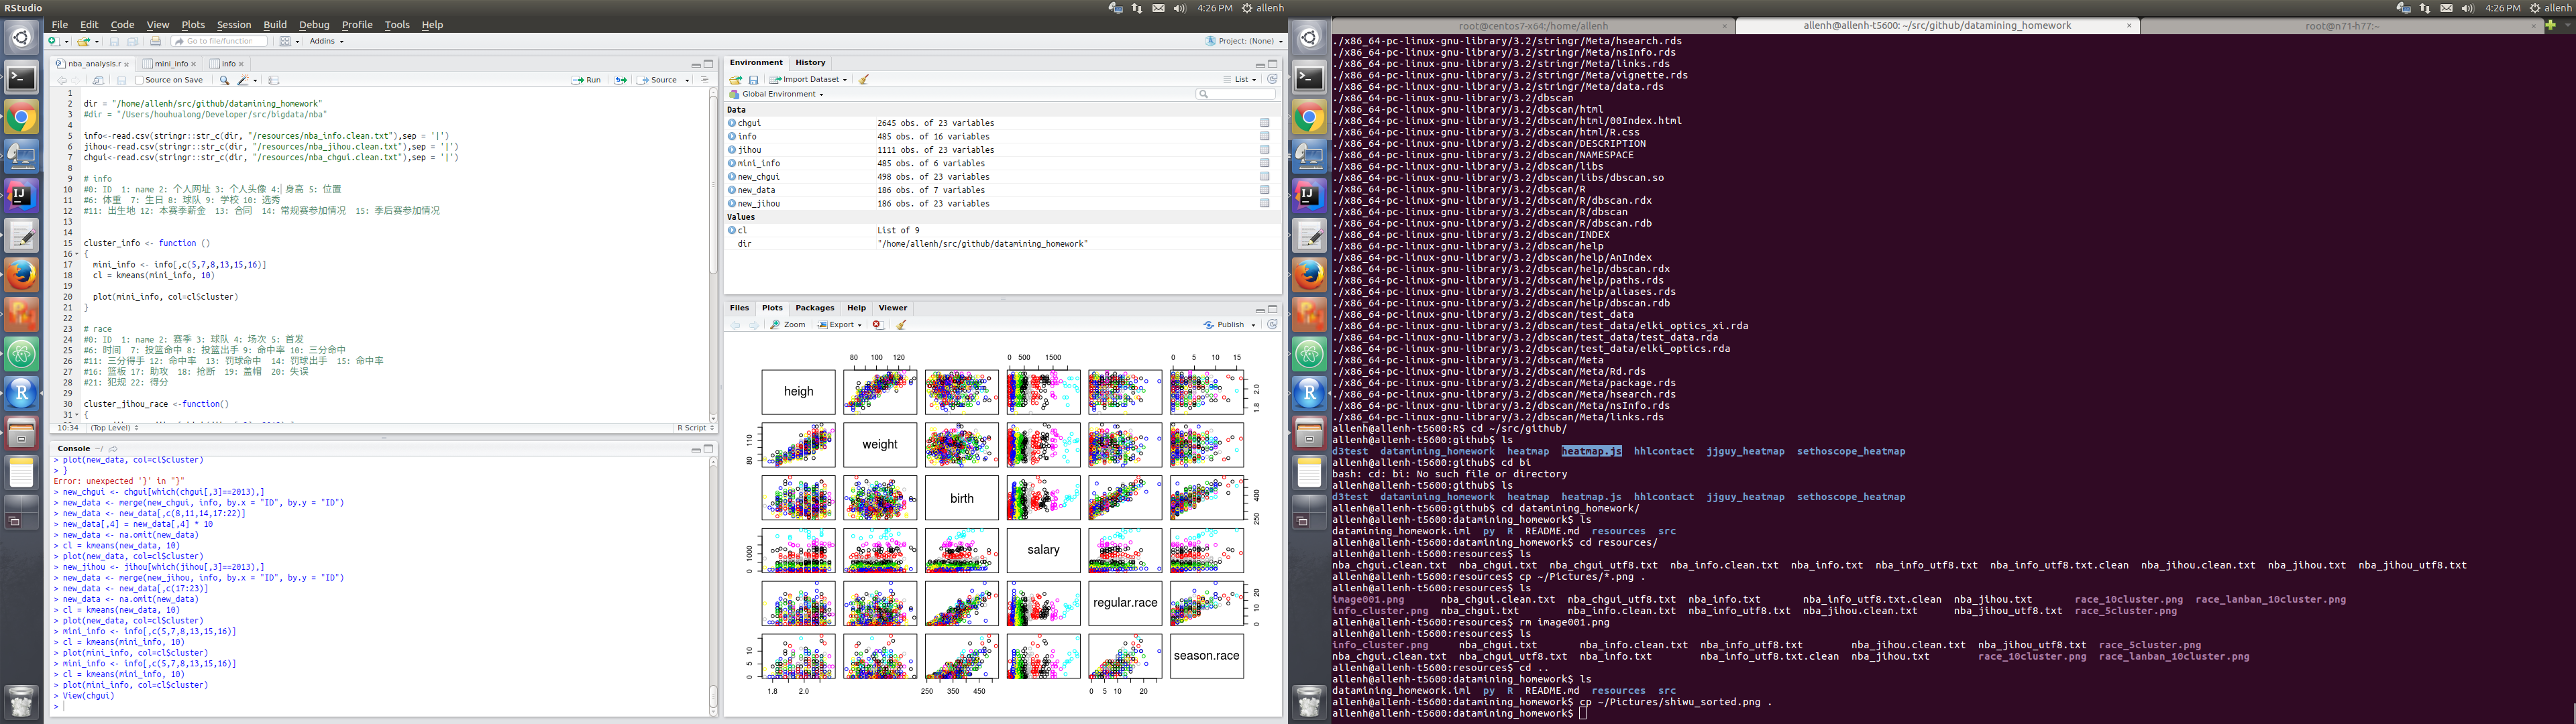 RStudio
4:26 PM
allenh
File Edit Code View Plots Session Build Debug Profile Tools Help
Go to file/function
Addins
Project: (None)
nba_analysis.r
mini_info
info
Source on Save
Run
Source
1
2 dir = "/home/allenh/src/github/datamining_homework"
3 #dir = "/Users/houhualong/Developer/src/bigdata/nba"
4
5 info<-read.csv(stringr::str_c(dir, "/resources/nba_info.clean.txt"),sep = '|')
6 jihou<-read.csv(stringr::str_c(dir, "/resources/nba_jihou.clean.txt"),sep = '|')
7 chgui<-read.csv(stringr::str_c(dir, "/resources/nba_chgui.clean.txt"),sep = '|')
8
9 # info
10 #0: ID 1: name 2: 个人网址 3: 个人头像 4: 身高 5: 位置
11 #6: 体重 7: 生日 8: 球队 9: 学校 10: 选秀
12 #11: 出生地 12: 本赛季薪金 13: 合同 14: 常规赛参加情况 15: 季后赛参加情况
13
14
15 cluster_info <- function ()
16 {
17 mini_info <- info[,c(5,7,8,13,15,16)]
18 cl = kmeans(mini_info, 10)
19
20 plot(mini_info, col=cl$cluster)
21 }
22
23 # race
24 #0: ID 1: name 2: 赛季 3: 球队 4: 场次 5: 首发
25 #6: 时间 7: 投篮命中 8: 投篮出手 9: 命中率 10: 三分命中
26 #11: 三分得手 12: 命中率 13: 罚球命中 14: 罚球出手 15: 命中率
27 #16: 篮板 17: 助攻 18: 抢断 19: 盖帽 20: 失误
28 #21: 犯规 22: 得分
29
30 cluster_jihou_race <-function()
31 {
10:34 (Top Level) R Script
Console ~/
> plot(new_data, col=cl$cluster)
> }
Error: unexpected '}' in "}"
> new_chgui <- chgui[which(chgui[,3]==2013),]
> new_data <- merge(new_chgui, info, by.x = "ID", by.y = "ID")
> new_data <- new_data[,c(8,11,14,17:22)]
> new_data[,4] = new_data[,4] * 10
> new_data <- na.omit(new_data)
> cl = kmeans(new_data, 10)
> plot(new_data, col=cl$cluster)
> new_jihou <- jihou[which(jihou[,3]==2013),]
> new_data <- merge(new_jihou, info, by.x = "ID", by.y = "ID")
> new_data <- new_data[,c(17:23)]
> new_data <- na.omit(new_data)
> cl = kmeans(new_data, 10)
> plot(new_data, col=cl$cluster)
> mini_info <- info[,c(5,7,8,13,15,16)]
> cl = kmeans(mini_info, 10)
> plot(mini_info, col=cl$cluster)
> mini_info <- info[,c(5,7,8,13,15,16)]
> cl = kmeans(mini_info, 10)
> plot(mini_info, col=cl$cluster)
> View(chgui)
>
Environment History
Import Dataset
List
Global Environment
Data
chgui 2645 obs. of 23 variables
info 485 obs. of 16 variables
jihou 1111 obs. of 23 variables
mini_info 485 obs. of 6 variables
new_chgui 498 obs. of 23 variables
new_data 186 obs. of 7 variables
new_jihou 186 obs. of 23 variables
Values
cl List of 9
dir "/home/allenh/src/github/datamining_homework"
Files Plots Packages Help Viewer
Zoom Export Publish
80 100 120 0 500 1500 0 5 10 15
heigh 1.8 2.0
80 110 weight
birth 250 400
0 1000 salary
regular.race 0 10 20
0 5 10 season.race
1.8 2.0 250 350 450 0 5 10 20
4:26 PM
allenh
root@centos7-x64:/home/allenh
allenh@allenh-t5600: ~/src/github/datamining_homework
root@n71-h77:~
./x86_64-pc-linux-gnu-library/3.2/stringr/Meta/hsearch.rds
./x86_64-pc-linux-gnu-library/3.2/stringr/Meta/nsInfo.rds
./x86_64-pc-linux-gnu-library/3.2/stringr/Meta/links.rds
./x86_64-pc-linux-gnu-library/3.2/stringr/Meta/vignette.rds
./x86_64-pc-linux-gnu-library/3.2/stringr/Meta/data.rds
./x86_64-pc-linux-gnu-library/3.2/dbscan
./x86_64-pc-linux-gnu-library/3.2/dbscan/html
./x86_64-pc-linux-gnu-library/3.2/dbscan/html/00Index.html
./x86_64-pc-linux-gnu-library/3.2/dbscan/html/R.css
./x86_64-pc-linux-gnu-library/3.2/dbscan/DESCRIPTION
./x86_64-pc-linux-gnu-library/3.2/dbscan/NAMESPACE
./x86_64-pc-linux-gnu-library/3.2/dbscan/libs
./x86_64-pc-linux-gnu-library/3.2/dbscan/libs/dbscan.so
./x86_64-pc-linux-gnu-library/3.2/dbscan/R
./x86_64-pc-linux-gnu-library/3.2/dbscan/R/dbscan.rdx
./x86_64-pc-linux-gnu-library/3.2/dbscan/R/dbscan
./x86_64-pc-linux-gnu-library/3.2/dbscan/R/dbscan.rdb
./x86_64-pc-linux-gnu-library/3.2/dbscan/INDEX
./x86_64-pc-linux-gnu-library/3.2/dbscan/help
./x86_64-pc-linux-gnu-library/3.2/dbscan/help/AnIndex
./x86_64-pc-linux-gnu-library/3.2/dbscan/help/dbscan.rdx
./x86_64-pc-linux-gnu-library/3.2/dbscan/help/paths.rds
./x86_64-pc-linux-gnu-library/3.2/dbscan/help/aliases.rds
./x86_64-pc-linux-gnu-library/3.2/dbscan/help/dbscan.rdb
./x86_64-pc-linux-gnu-library/3.2/dbscan/test_data
./x86_64-pc-linux-gnu-library/3.2/dbscan/test_data/elki_optics_xi.rda
./x86_64-pc-linux-gnu-library/3.2/dbscan/test_data/test_data.rda
./x86_64-pc-linux-gnu-library/3.2/dbscan/test_data/elki_optics.rda
./x86_64-pc-linux-gnu-library/3.2/dbscan/Meta
./x86_64-pc-linux-gnu-library/3.2/dbscan/Meta/Rd.rds
./x86_64-pc-linux-gnu-library/3.2/dbscan/Meta/package.rds
./x86_64-pc-linux-gnu-library/3.2/dbscan/Meta/hsearch.rds
./x86_64-pc-linux-gnu-library/3.2/dbscan/Meta/nsInfo.rds
./x86_64-pc-linux-gnu-library/3.2/dbscan/Meta/links.rds
allenh@allenh-t5600:R$ cd ~/src/github/
allenh@allenh-t5600:github$ ls
d3test datamining_homework heatmap heatmap.js hhlcontact jjguy_heatmap sethoscope_heatmap
allenh@allenh-t5600:github$ cd bi
bash: cd: bi: No such file or directory
allenh@allenh-t5600:github$ ls
d3test datamining_homework heatmap heatmap.js hhlcontact jjguy_heatmap sethoscope_heatmap
allenh@allenh-t5600:github$ cd datamining_homework/
allenh@allenh-t5600:datamining_homework$ ls
datamining_homework.iml py R README.md resources src
allenh@allenh-t5600:datamining_homework$ cd resources/
allenh@allenh-t5600:resources$ ls
nba_chgui.clean.txt nba_chgui.txt nba_chgui_utf8.txt nba_info.clean.txt nba_info.txt nba_info_utf8.txt nba_info_utf8.txt.clean nba_jihou.clean.txt nba_jihou.txt nba_jihou_utf8.txt
allenh@allenh-t5600:resources$ cp ~/Pictures/*.png .
allenh@allenh-t5600:resources$ ls
image001.png nba_chgui.clean.txt nba_chgui_utf8.txt nba_info.txt nba_info_utf8.txt.clean nba_jihou.txt race_10cluster.png race_lanban_10cluster.png
info_cluster.png nba_chgui.txt nba_info.clean.txt nba_info_utf8.txt nba_jihou.clean.txt nba_jihou_utf8.txt race_5cluster.png
allenh@allenh-t5600:resources$ rm image001.png
allenh@allenh-t5600:resources$ ls
info_cluster.png nba_chgui.txt nba_info.clean.txt nba_info_utf8.txt nba_jihou.clean.txt nba_jihou_utf8.txt race_5cluster.png
nba_chgui.clean.txt nba_chgui_utf8.txt nba_info.txt nba_info_utf8.txt.clean nba_jihou.txt race_10cluster.png race_lanban_10cluster.png
allenh@allenh-t5600:resources$ cd ..
allenh@allenh-t5600:datamining_homework$ ls
datamining_homework.iml py R README.md resources src
allenh@allenh-t5600:datamining_homework$ cp ~/Pictures/shiwu_sorted.png .
allenh@allenh-t5600:datamining_homework$